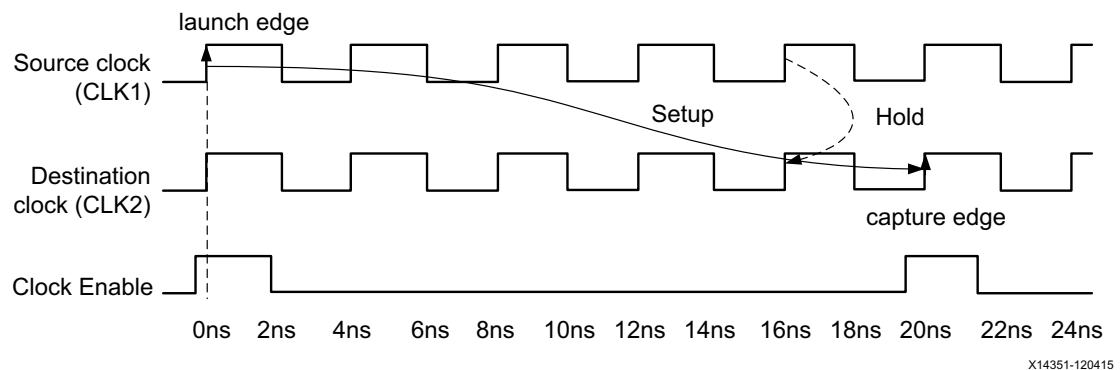 launch edge
Source clock
(CLK1)
Setup
Hold
Destination
clock (CLK2)
capture edge
Clock Enable
0ns 2ns 4ns 6ns 8ns 10ns 12ns 14ns 16ns 18ns 20ns 22ns 24ns
X14351-120415